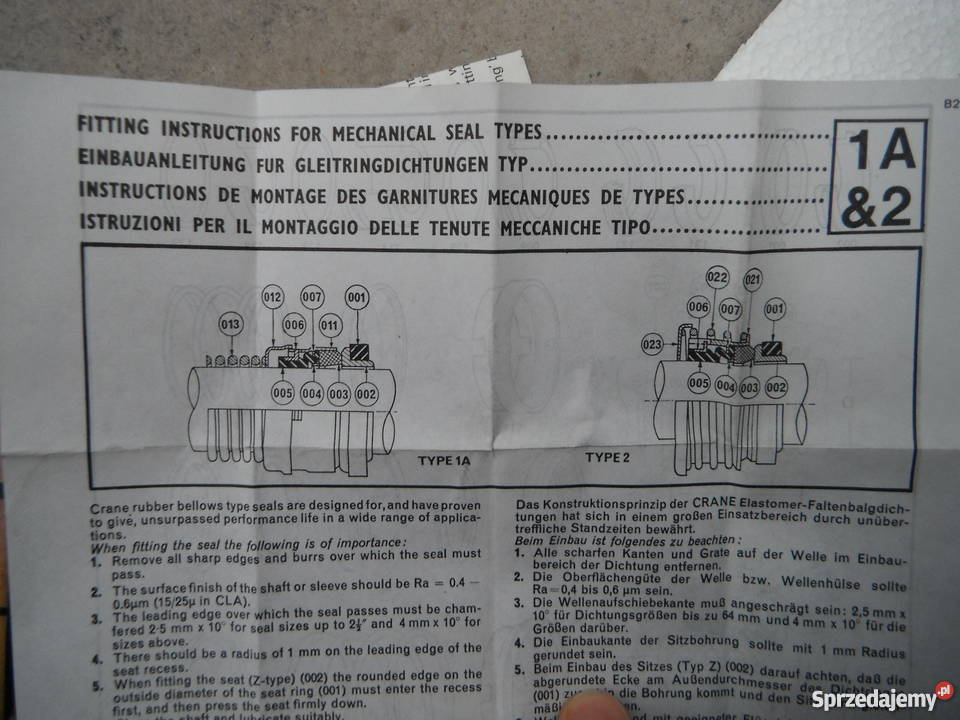 B2
FITTING INSTRUCTIONS FOR MECHANICAL SEAL TYPES
EINBAUANLEITUNG FUR GLEITRINGDICHTUNGEN TYP
INSTRUCTIONS DE MONTAGE DES GARNITURES MECANIQUES DE TYPES
ISTRUZIONI PER IL MONTAGGIO DELLE TENUTE MECCANICHE TIPO
1A
&2
012 007 001
013 006 011
005 004 003 002
TYPE 1A
022 021
006 007 001
023
005 004 003 002
TYPE 2
Crane rubber bellows type seals are designed for, and have proven
to give, unsurpassed performance life in a wide range of applica-
tions.
When fitting the seal the following is of importance:
1. Remove all sharp edges and burrs over which the seal must
pass.
2. The surface finish of the shaft or sleeve should be Ra = 0.4 –
0.6µm (15/25µ in CLA).
3. The leading edge over which the seal passes must be cham-
fered 2·5 mm x 10° for seal sizes up to 2½" and 4 mm x 10° for
sizes above.
4. There should be a radius of 1 mm on the leading edge of the
seat recess.
5. When fitting the seat (Z-type) (002) the rounded edge on the
outside diameter of the seat ring (001) must enter the recess
first, and then press the seat firmly down.
the shaft and lubricate suitably.
Das Konstruktionsprinzip der CRANE Elastomer-Faltenbalgdich-
tungen hat sich in einem großen Einsatzbereich durch unüber-
treffliche Standzeiten bewährt.
Beim Einbau ist folgendes zu beachten:
1. Alle scharfen Kanten und Grate auf der Welle im Einbau-
bereich der Dichtung entfernen.
2. Die Oberflächengüte der Welle bzw. Wellenhülse sollte
Ra=0,4 bis 0,6 µm sein.
3. Die Wellenaufschiebekante muß angeschrägt sein: 2,5 mm x
10° für Dichtungsgrößen bis zu 64 mm und 4 mm x 10° für die
Größen darüber.
4. Die Einbaukante der Sitzbohrung sollte mit 1 mm Radius
gerundet sein.
5. Beim Einbau des Sitzes (Typ Z) (002) darauf achten, daß die
abgerundete Ecke am Außendurchmesser des
(001) in die Bohrung kommt und den
Sprzedajemy.pl